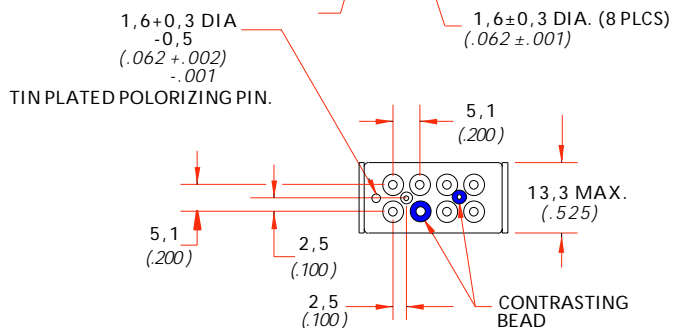 1,6+0,3 DIA
-0,5
(.062 +.002)
-.001
TIN PLATED POLORIZING PIN.
1,6±0,3 DIA. (8 PLCS)
(.062 ±.001)
5,1
(.200)
13,3 MAX.
(.525)
5,1
(.200)
2,5
(.100)
2,5
(.100)
CONTRASTING
BEAD